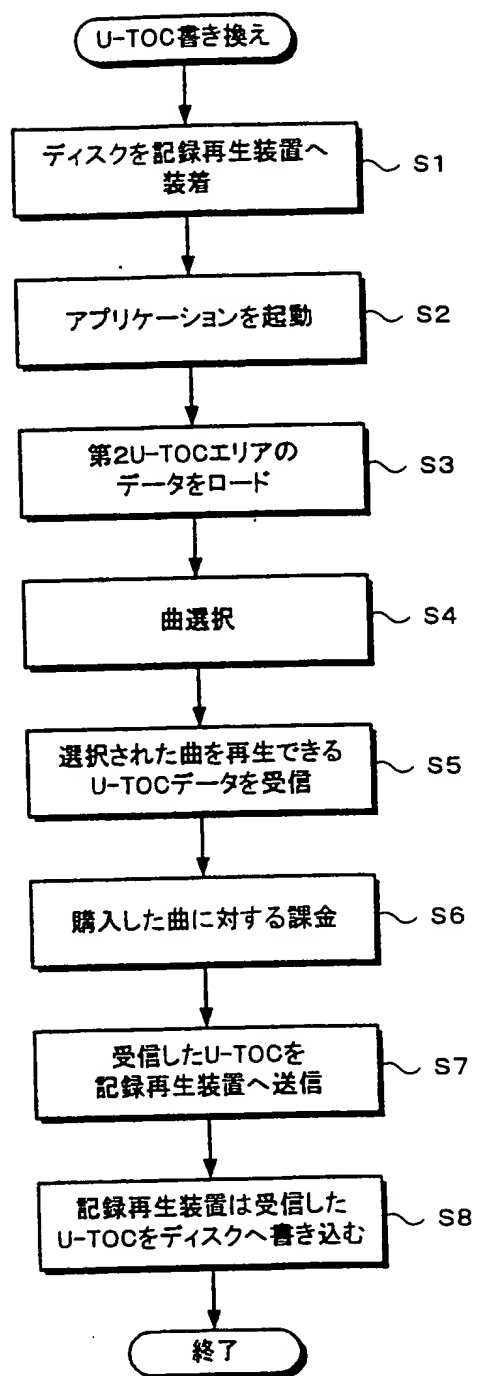 U-TOC書き換え
ディスクを記録再生装置へ
装着
S1
アプリケーションを起動
S2
第2U-TOCエリアの
データをロード
S3
曲選択
S4
選択された曲を再生できる
U-TOCデータを受信
S5
購入した曲に対する課金
S6
受信したU-TOCを
記録再生装置へ送信
S7
記録再生装置は受信した
U-TOCをディスクへ書き込む
S8
終了